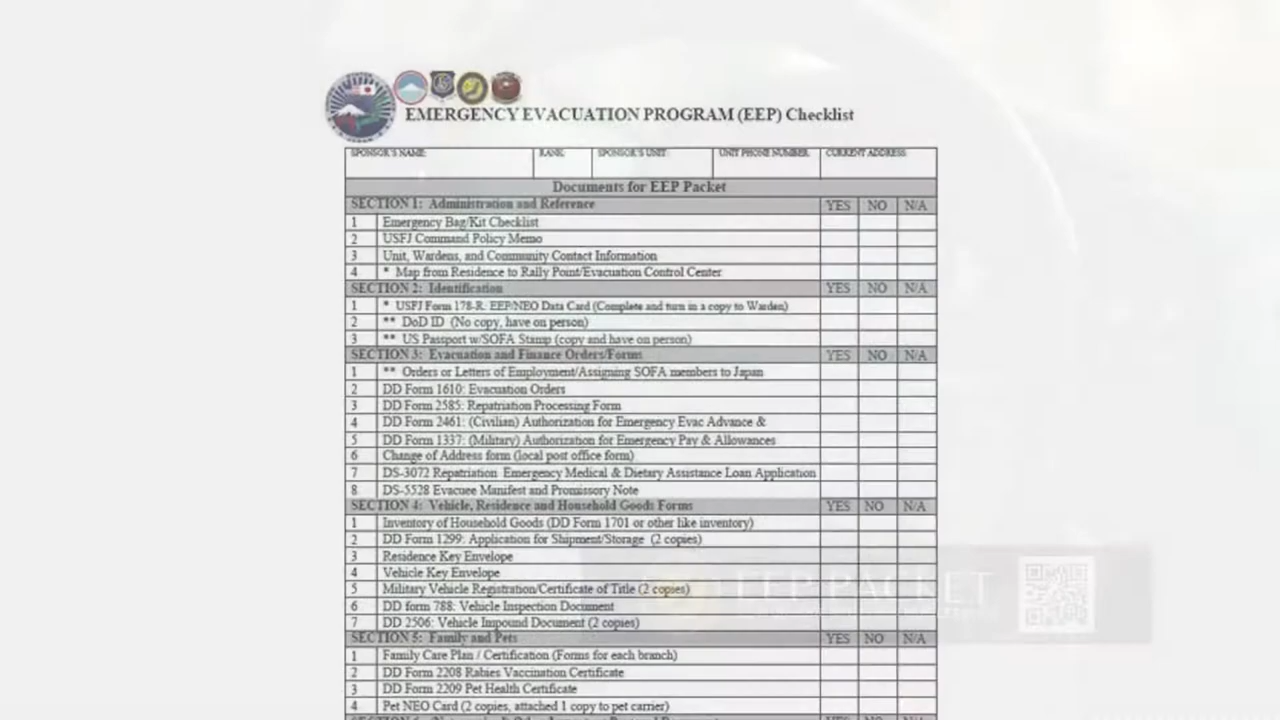 EMERGENCY EVACUATION PROGRAM (EEP) Checklist
SPONSOR'S NAME: RANK: SPONSOR'S UNIT: UNIT PHONE NUMBER: CURRENT ADDRESS:
Documents for EEP Packet
SECTION 1: Administration and Reference YES NO N/A
1 Emergency Bag/Kit Checklist
2 USFJ Command Policy Memo
3 Unit, Wardens, and Community Contact Information
4 * Map from Residence to Rally Point/Evacuation Control Center
SECTION 2: Identification YES NO N/A
1 * USFJ Form 178-R: EEP/NEO Data Card (Complete and turn in a copy to Warden)
2 ** DoD ID (No copy, have on person)
3 ** US Passport w/SOFA Stamp (copy and have on person)
SECTION 3: Evacuation and Finance Orders/Forms YES NO N/A
1 ** Orders or Letters of Employment/Assigning SOFA members to Japan
2 DD Form 1610: Evacuation Orders
3 DD Form 2585: Repatriation Processing Form
4 DD Form 2461: (Civilian) Authorization for Emergency Evac Advance &
5 DD Form 1337: (Military) Authorization for Emergency Pay & Allowances
6 Change of Address form (local post office form)
7 DS-3072 Repatriation Emergency Medical & Dietary Assistance Loan Application
8 DS-5528 Evacuee Manifest and Promissory Note
SECTION 4: Vehicle, Residence and Household Goods Forms YES NO N/A
1 Inventory of Household Goods (DD Form 1701 or other like inventory)
2 DD Form 1299: Application for Shipment/Storage (2 copies)
3 Residence Key Envelope
4 Vehicle Key Envelope
5 Military Vehicle Registration/Certificate of Title (2 copies)
6 DD form 788: Vehicle Inspection Document
7 DD 2506: Vehicle Impound Document (2 copies)
EEP PACKET
SECTION 5: Family and Pets YES NO N/A
1 Family Care Plan / Certification (Forms for each branch)
2 DD Form 2208 Rabies Vaccination Certificate
3 DD Form 2209 Pet Health Certificate
4 Pet NEO Card (2 copies, attached 1 copy to pet carrier)